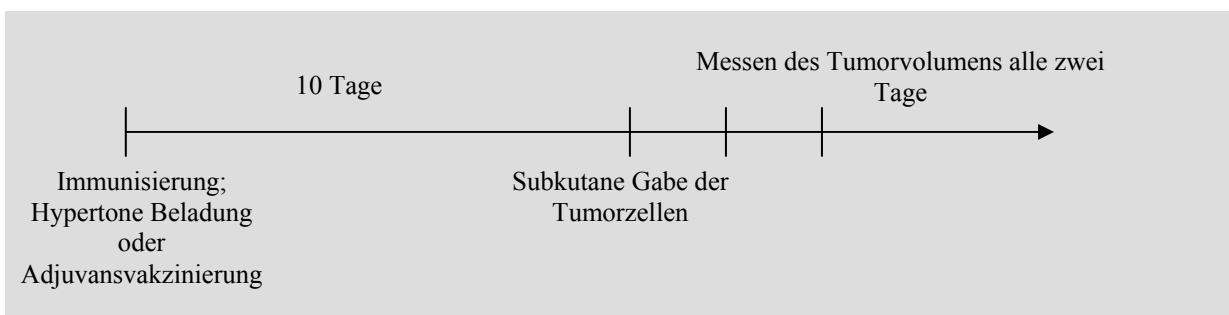 Messen des Tumorvolumens alle zwei
Tage
10 Tage
Immunisierung;
Hypertone Beladung
oder
Adjuvansvakzinierung
Subkutane Gabe der
Tumorzellen